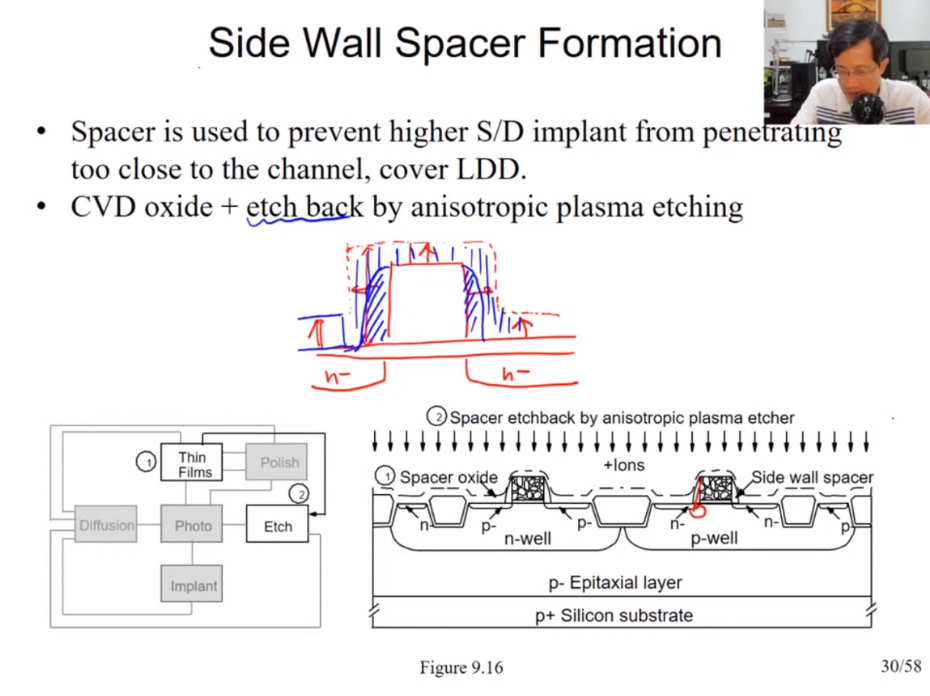 Side Wall Spacer Formation
• Spacer is used to prevent higher S/D implant from penetrating
too close to the channel, cover LDD.
• CVD oxide + etch back by anisotropic plasma etching
n-
n-
② Spacer etchback by anisotropic plasma etcher
① Thin
Films
Polish
②
Diffusion
Photo
Etch
Implant
+Ions
① Spacer oxide
Side wall spacer
n-
p-
p-
n-
n-
p-
n-well
p-well
p- Epitaxial layer
p+ Silicon substrate
Figure 9.16
30/58